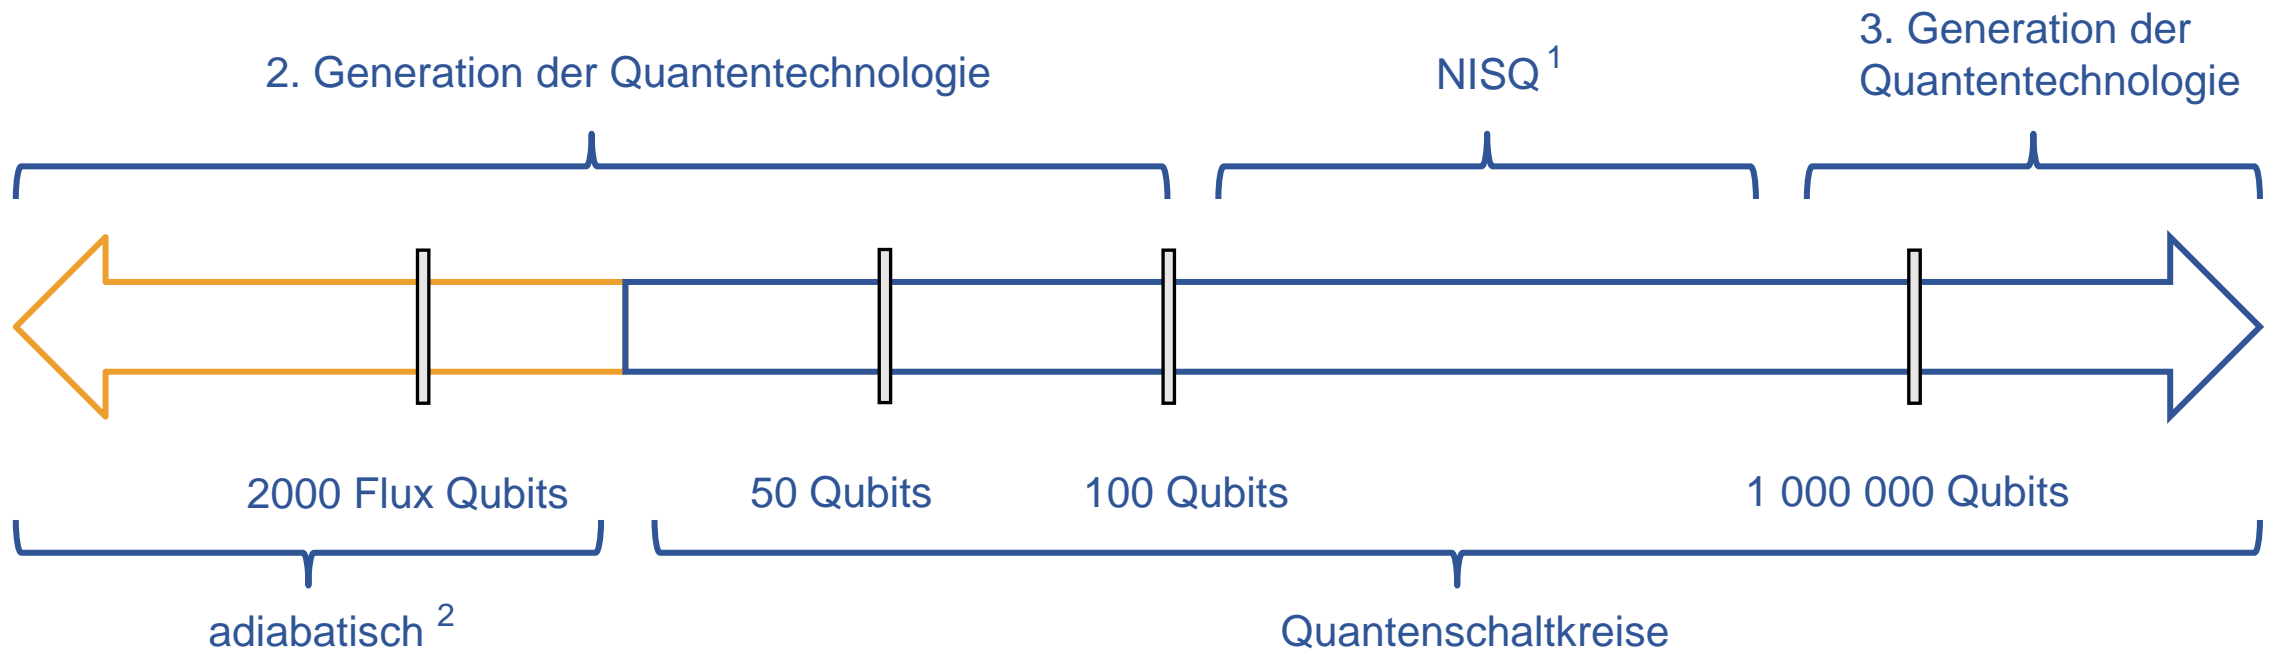 2. Generation der Quantentechnologie
NISQ 1
3. Generation der
Quantentechnologie
2000 Flux Qubits
50 Qubits
100 Qubits
1 000 000 Qubits
adiabatisch 2
Quantenschaltkreise